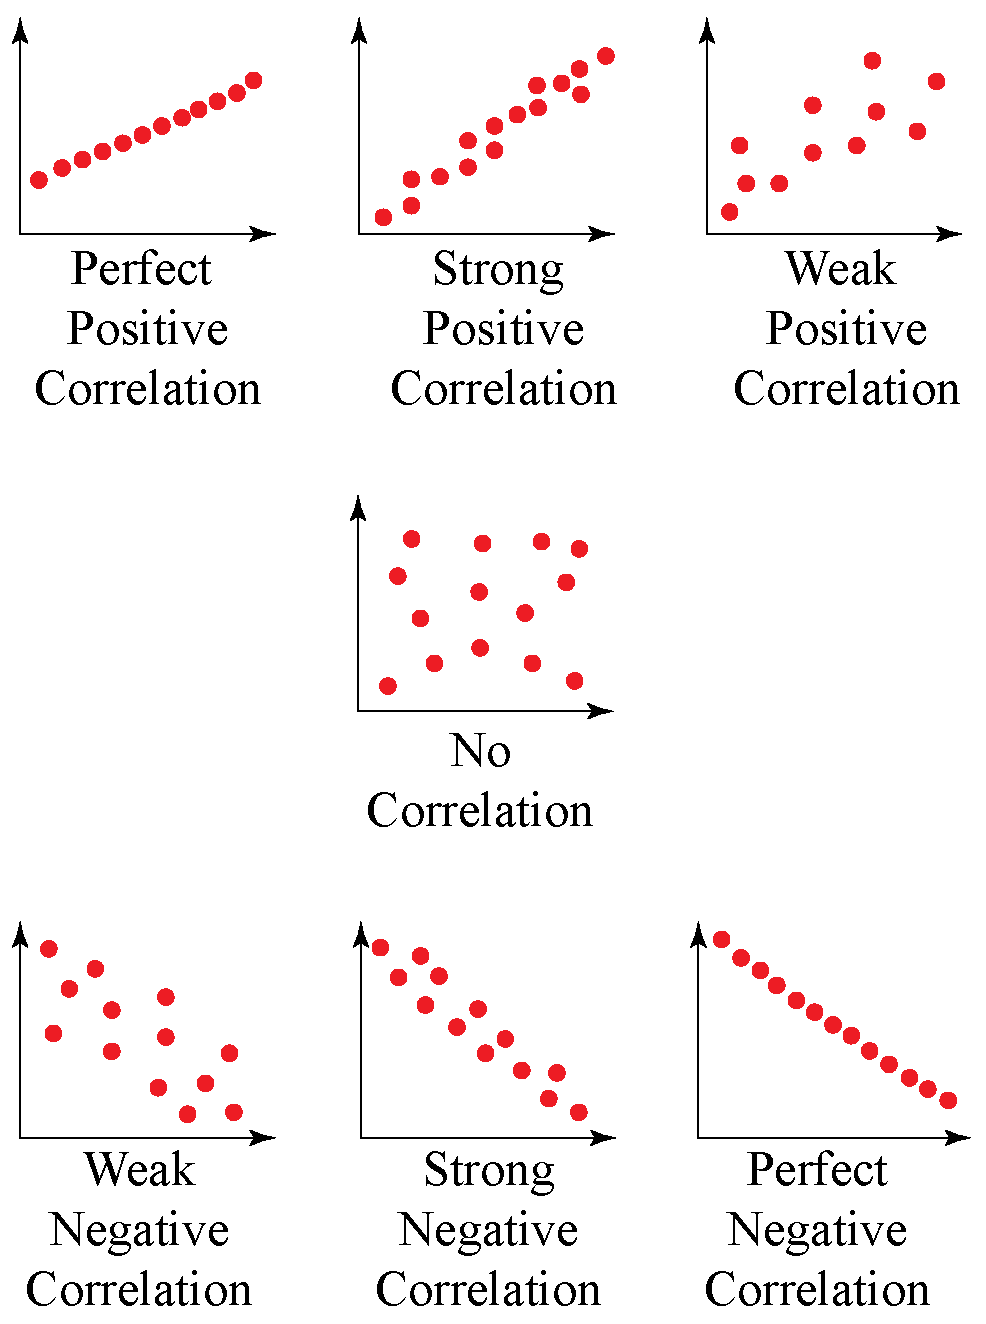 Perfect
Positive
Correlation
Strong
Positive
Correlation
Weak
Positive
Correlation
No
Correlation
Weak
Negative
Correlation
Strong
Negative
Correlation
Perfect
Negative
Correlation